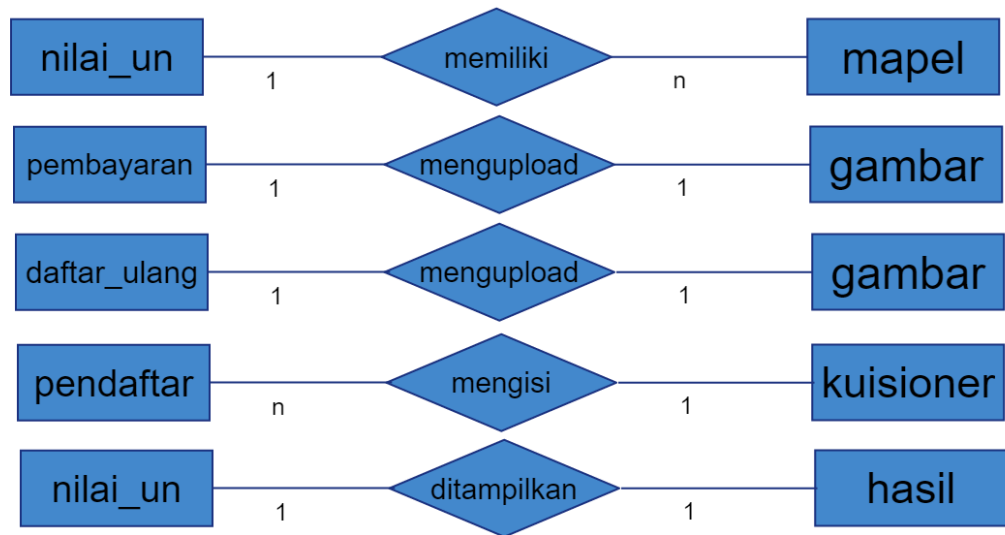 nilai_un memiliki mapel
1 n
pembayaran mengupload gambar
1 1
daftar_ulang mengupload gambar
1 1
pendaftar mengisi kuisioner
n 1
nilai_un ditampilkan hasil
1 1